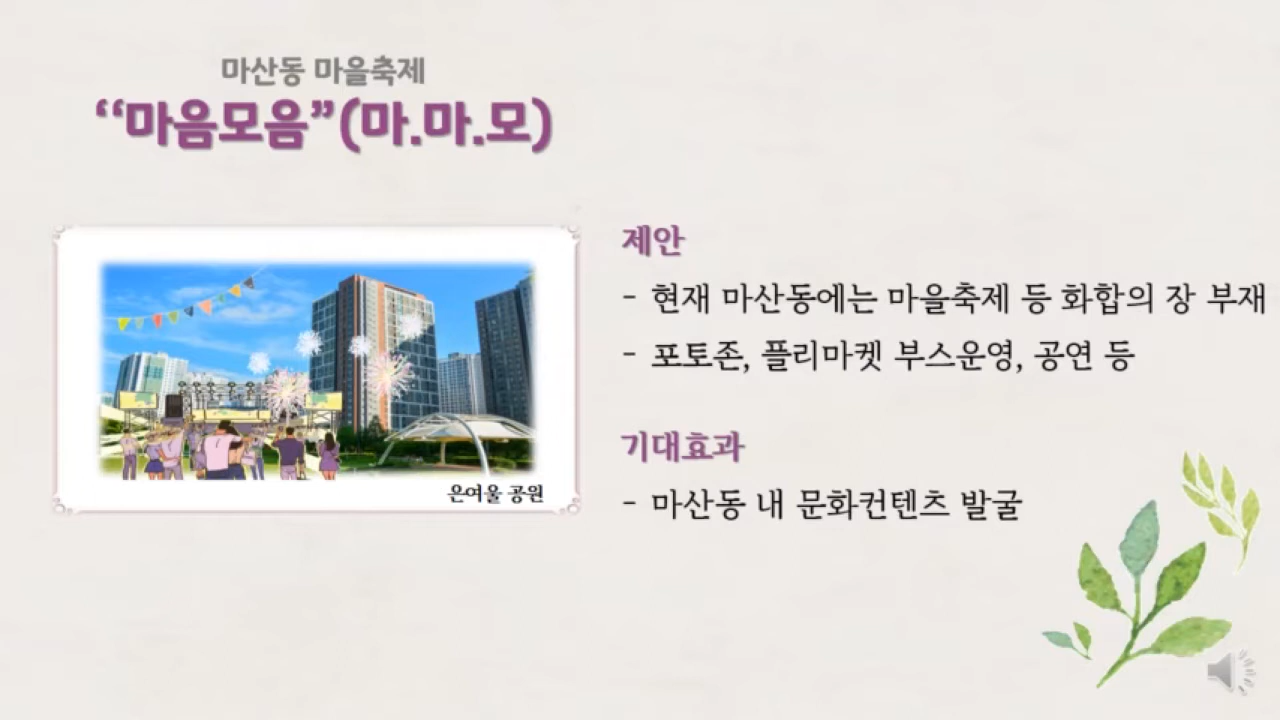 마산동 마을축제
“마음모음”(마.마.모)
은여울 공원
제안
- 현재 마산동에는 마을축제 등 화합의 장 부재
- 포토존, 플리마켓 부스운영, 공연 등
기대효과
- 마산동 내 문화컨텐츠 발굴